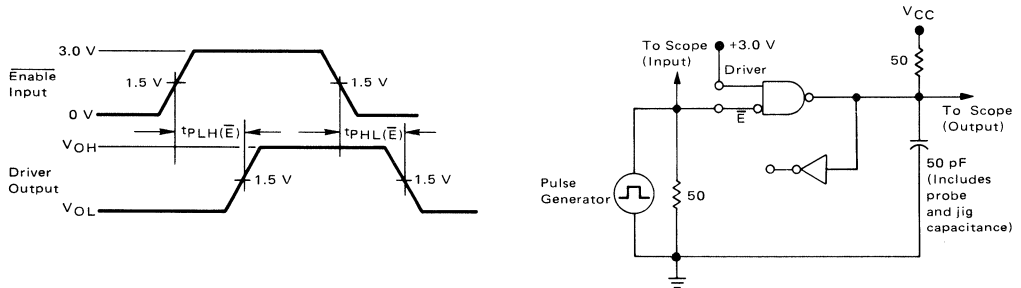 3.0 V
Enable
Input
1.5 V
1.5 V
0 V
tPLH(E)
tPHL(E)
VOH
Driver
Output
1.5 V
1.5 V
VOL
VCC
To Scope
(Input)
+3.0 V
50
Driver
E
To Scope
(Output)
Pulse
Generator
50
50 pF
(Includes
probe
and jig
capacitance)